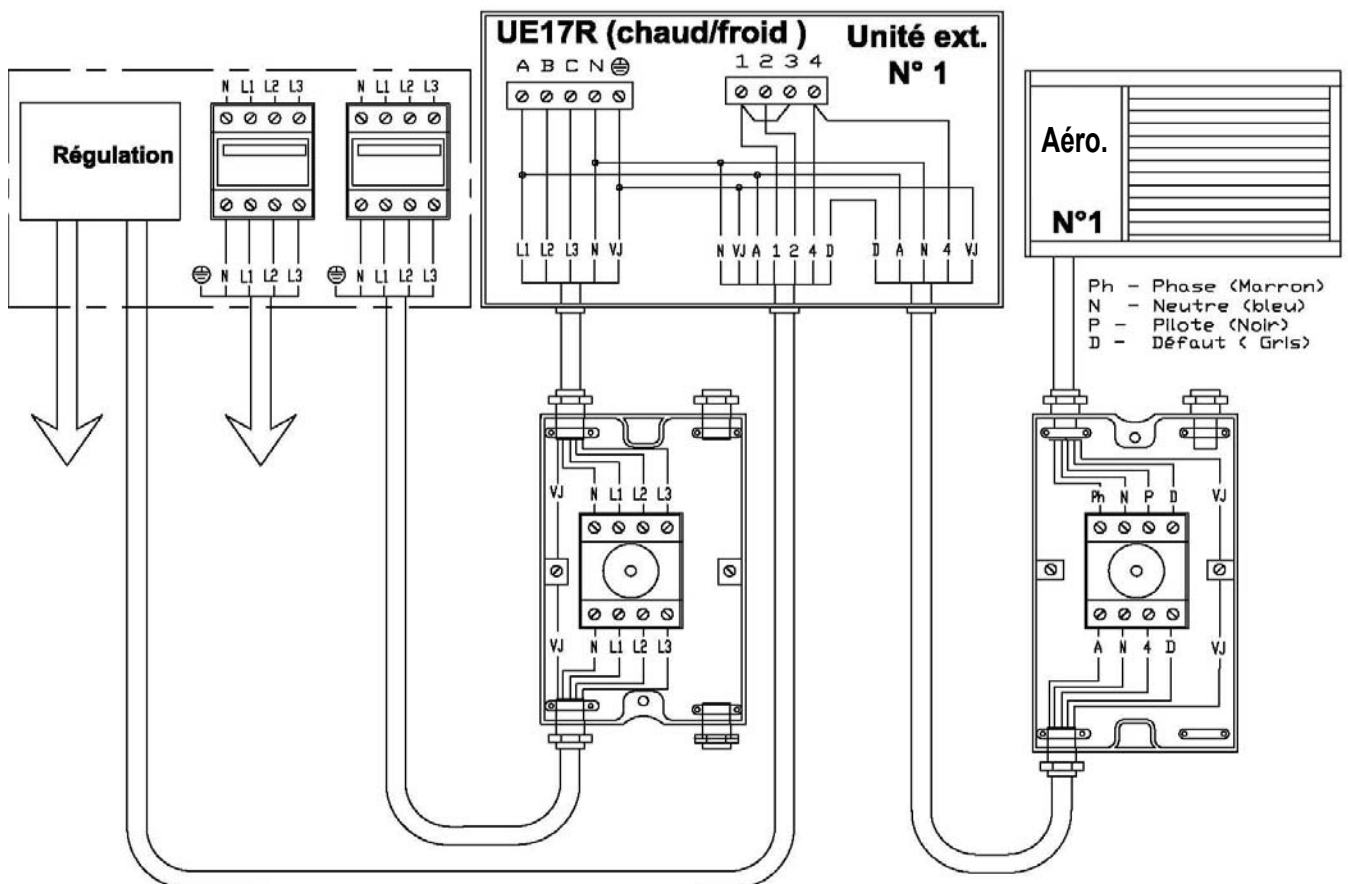 UE17R (chaud/froid )
Unité ext.
N° 1
A B C N
1 2 3 4
N L1 L2 L3
N L1 L2 L3
Régulation
Aéro.
N°1
L1 L2 L3 N VJ
N VJ A 1 2 4 D
D A N 4 VJ
N L1 L2 L3
N L1 L2 L3
Ph - Phase (Marron)
N - Neutre (bleu)
P - Pilote (Noir)
D - Défaut ( Gris)
VJ N L1 L2 L3
Ph N P D VJ
VJ N L1 L2 L3
A N 4 D VJ